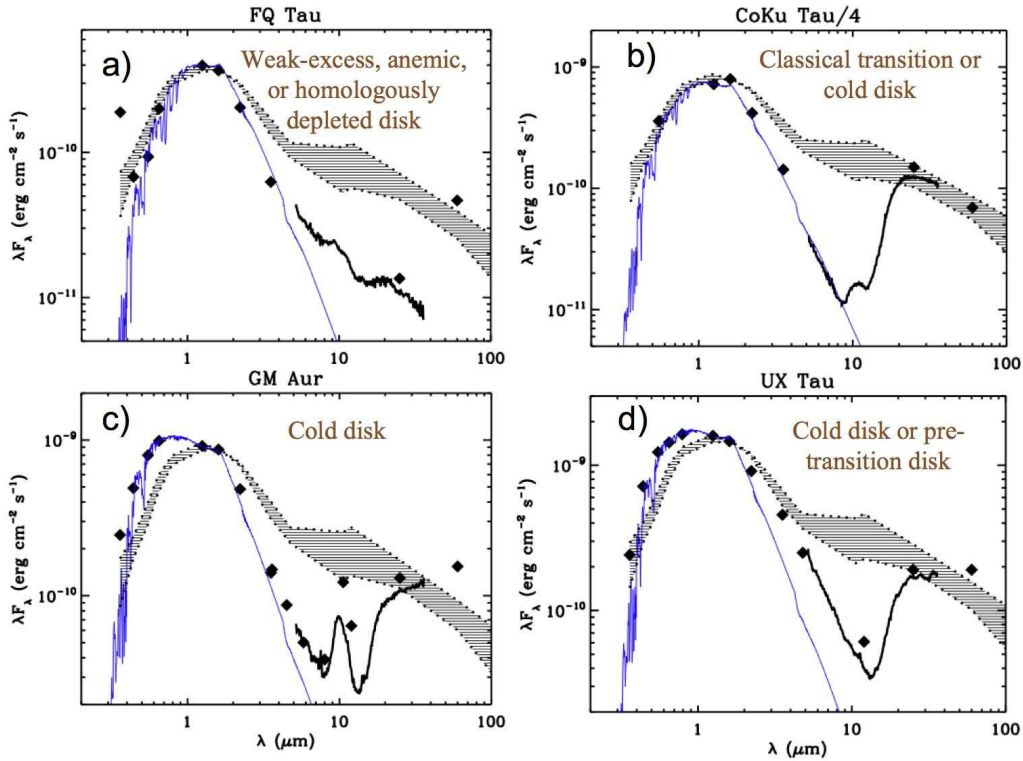 FQ Tau
a)
Weak-excess, anemic,
or homologously
depleted disk
λFλ (erg cm⁻² s⁻¹)
10⁻¹⁰
10⁻¹¹
1
10
100
CoKu Tau/4
b)
Classical transition or
cold disk
λFλ (erg cm⁻² s⁻¹)
10⁻⁹
10⁻¹⁰
10⁻¹¹
1
10
100
GM Aur
c)
Cold disk
λFλ (erg cm⁻² s⁻¹)
10⁻⁹
10⁻¹⁰
1
10
100
λ (μm)
UX Tau
d)
Cold disk or pre-
transition disk
λFλ (erg cm⁻² s⁻¹)
10⁻⁹
10⁻¹⁰
1
10
100
λ (μm)